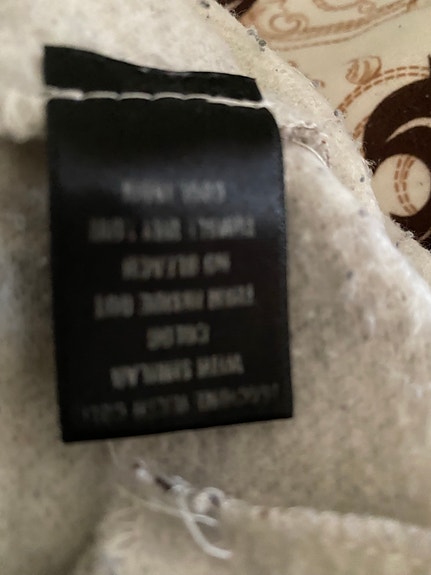 MACHINE WASH COLD
WITH SIMILAR
COLOR
TURN INSIDE OUT
NO BLEACH
TUMBLE DRY LOW
COOL IRON